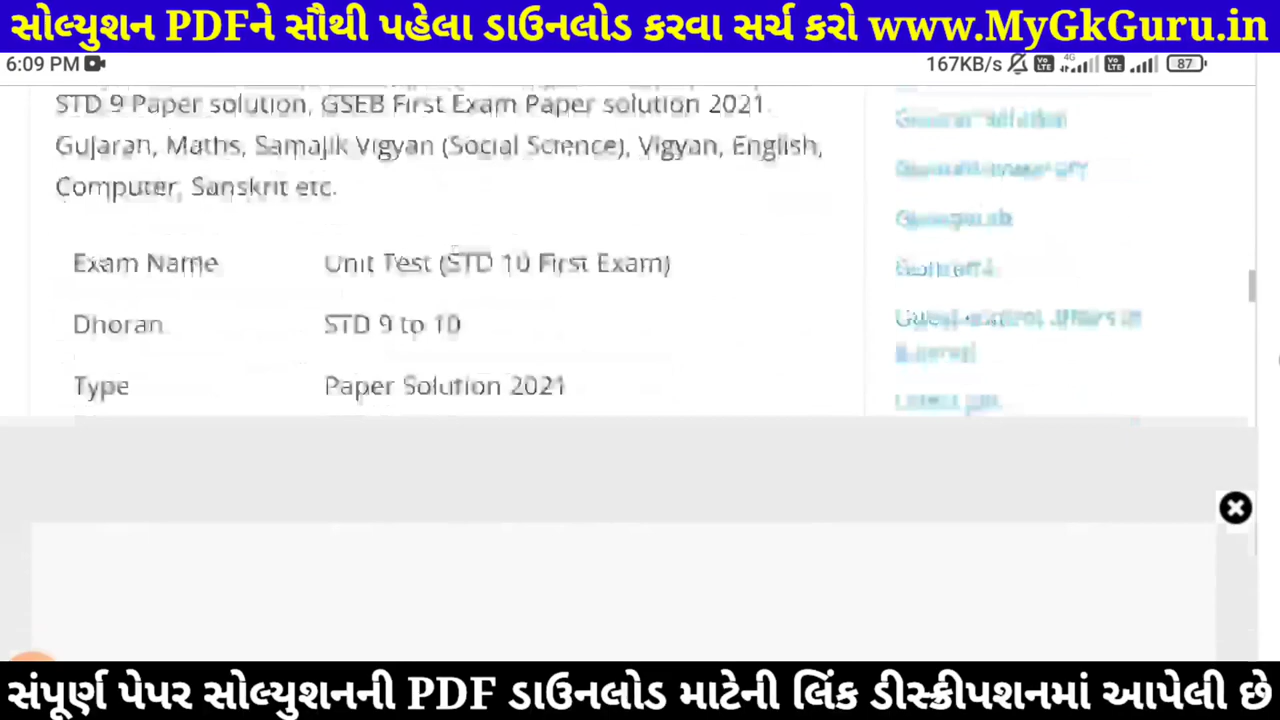 સોલ્યુશન PDFને સૌથી પહેલા ડાઉનલોડ કરવા સર્ચ કરો www.MyGkGuru.in
6:09 PM 167KB/s 4G 87
STD 9 Paper solution, GSEB First Exam Paper solution 2021.
Gujaran, Maths, Samajik Vigyan (Social Science), Vigyan, English,
Computer, Sanskrit etc.
Exam Name Unit Test (STD 10 First Exam)
Dhoran STD 9 to 10
Type Paper Solution 2021
સંપૂર્ણ પેપર સોલ્યુશનની PDF ડાઉનલોડ માટેની લિંક ડીસ્ક્રીપશનમાં આપેલી છે